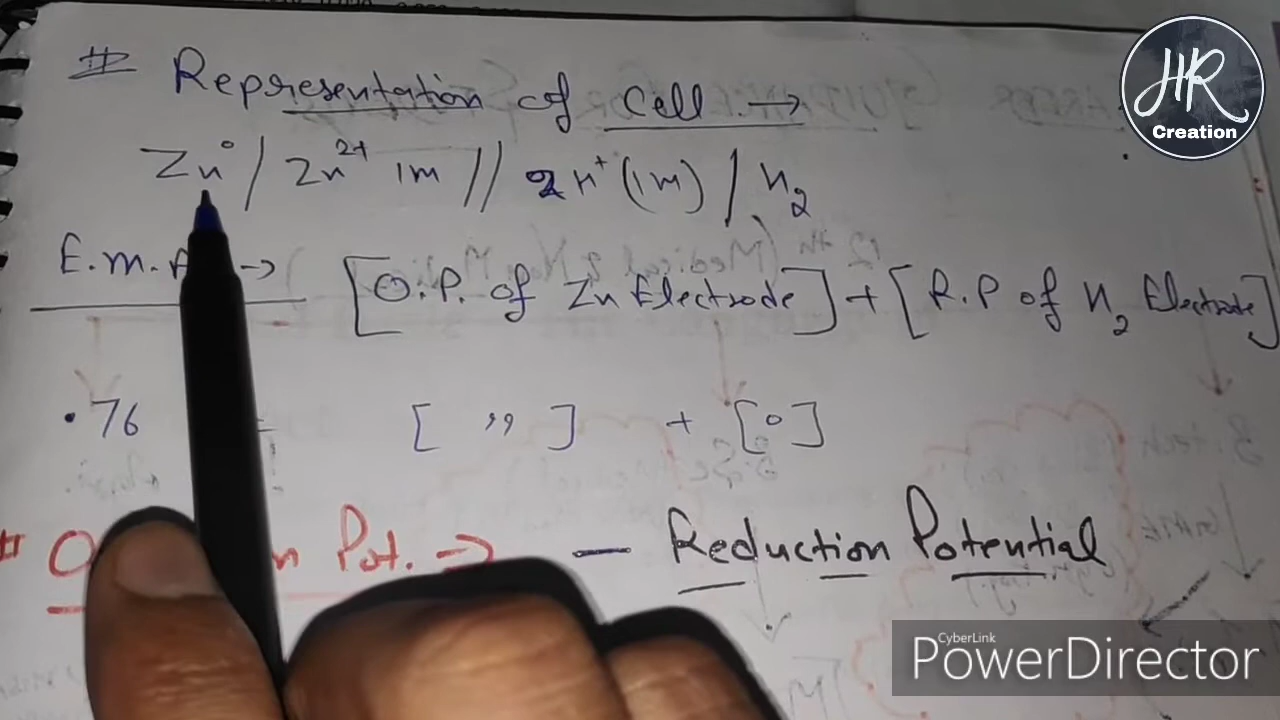 # Representation of Cell →
HR
Creation
Zn° / Zn²⁺ 1M // 2H⁺ (1M) / H₂
E.m. → [O.P. of Zn Electrode] + [R.P of H₂ Electrode]
.76 = [ ,, ] + [0]
# Pot. → - Reduction Potential
CyberLink
PowerDirector